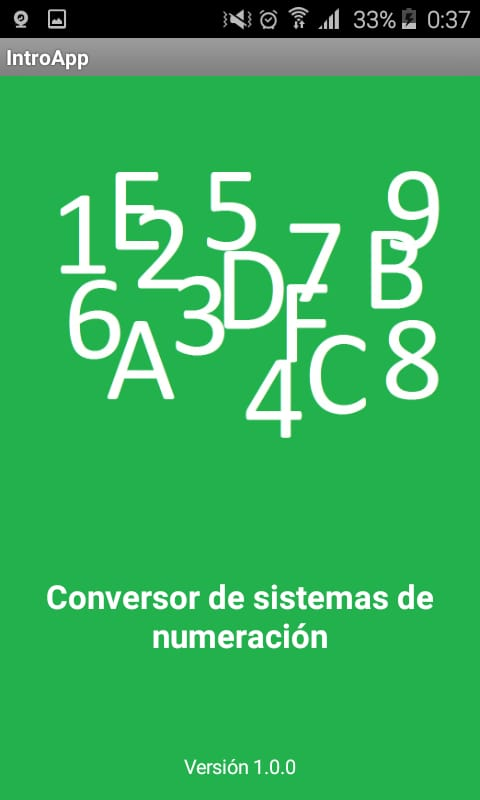 33% 0:37
IntroApp
E 5 9
1 2 7 B
D
6 3 F
A C 8
4
Conversor de sistemas de
numeración
Versión 1.0.0